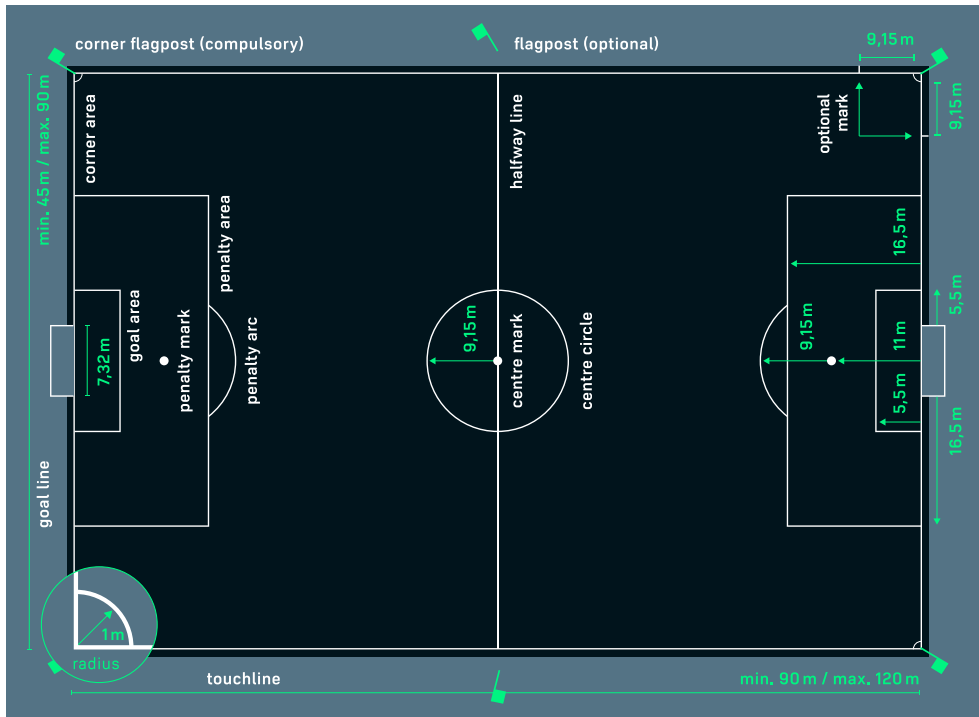 corner flagpost (compulsory)
flagpost (optional)
9,15 m
min. 45 m / max. 90 m
corner area
halfway line
optional
mark
9,15 m
penalty area
16,5 m
5,5 m
goal area
7,32 m
penalty mark
penalty arc
9,15 m
centre mark
centre circle
9,15 m
11 m
5,5 m
16,5 m
goal line
1 m
radius
touchline
min. 90 m / max. 120 m